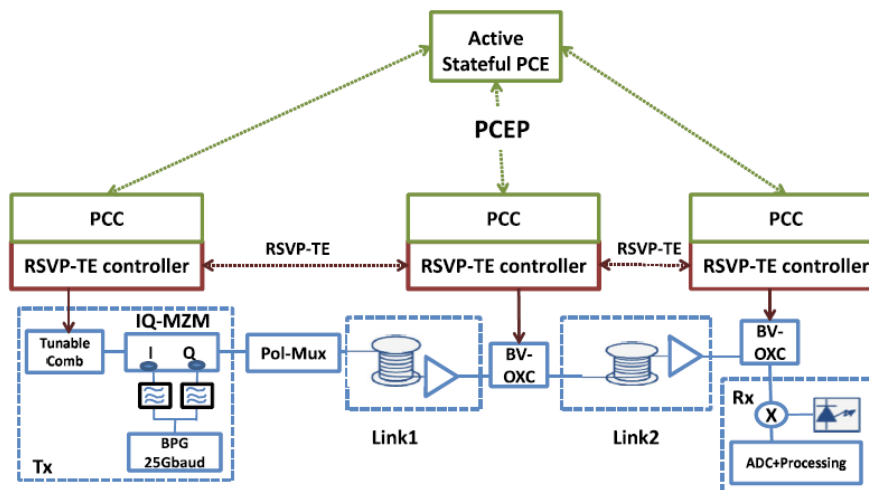 Active
Stateful PCE
PCEP
PCC
PCC
PCC
RSVP-TE controller
RSVP-TE
RSVP-TE controller
RSVP-TE
RSVP-TE controller
IQ-MZM
Tunable
Comb
I
Q
Pol-Mux
BV-
OXC
BV-
OXC
BPG
25Gbaud
Tx
Link1
Link2
Rx
X
ADC+Processing